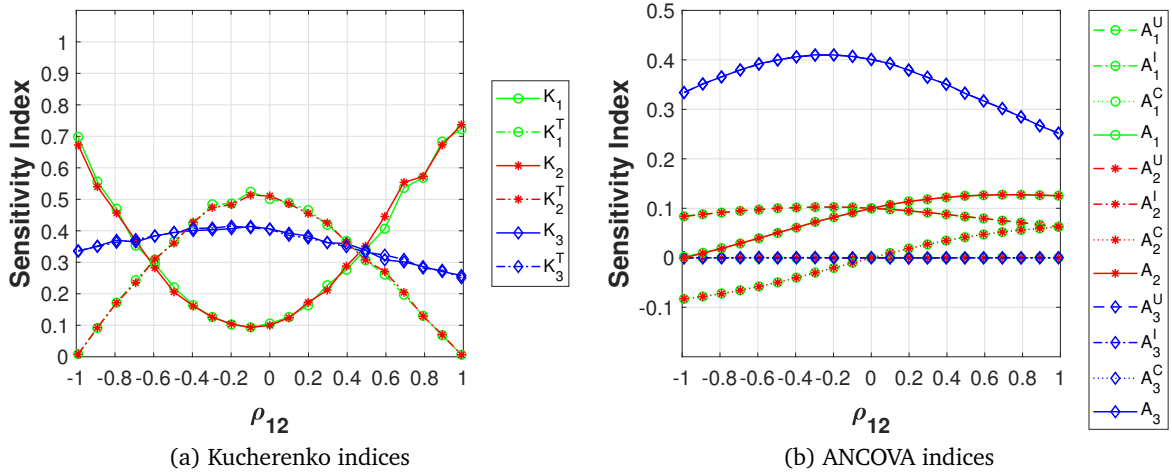 Sensitivity Index
1
0.9
0.8
0.7
0.6
0.5
0.4
0.3
0.2
0.1
0
-1 -0.8 -0.6 -0.4 -0.2 0 0.2 0.4 0.6 0.8 1
ρ₁₂
K₁
K₁ᵀ
K₂
K₂ᵀ
K₃
K₃ᵀ
(a) Kucherenko indices
Sensitivity Index
0.5
0.4
0.3
0.2
0.1
0
-0.1
-1 -0.8 -0.6 -0.4 -0.2 0 0.2 0.4 0.6 0.8 1
ρ₁₂
A₁ᵁ
A₁ᴵ
A₁ᶜ
A₁
A₂ᵁ
A₂ᴵ
A₂ᶜ
A₂
A₃ᵁ
A₃ᴵ
A₃ᶜ
A₃
(b) ANCOVA indices